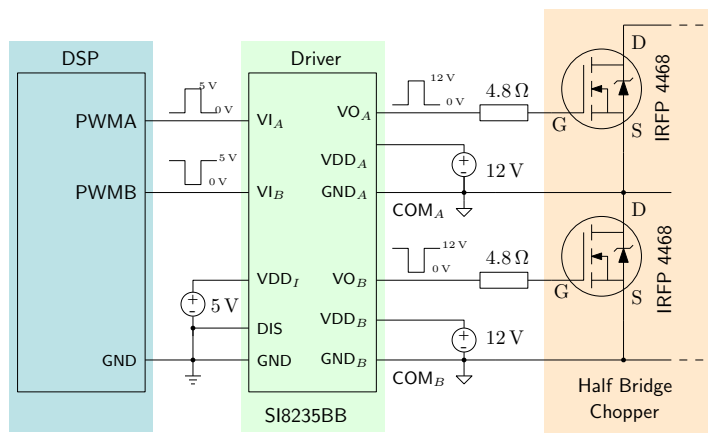 DSP
Driver
D
5 V
0 V
12 V
0 V
4.8 Ω
IRFP 4468
PWMA
VI_A
VO_A
G
S
5 V
0 V
VDD_A
12 V
PWMB
VI_B
GND_A
COM_A
D
12 V
0 V
4.8 Ω
IRFP 4468
VDD_I
VO_B
G
S
5 V
VDD_B
DIS
12 V
GND
GND
GND_B
COM_B
Half Bridge
Chopper
SI8235BB